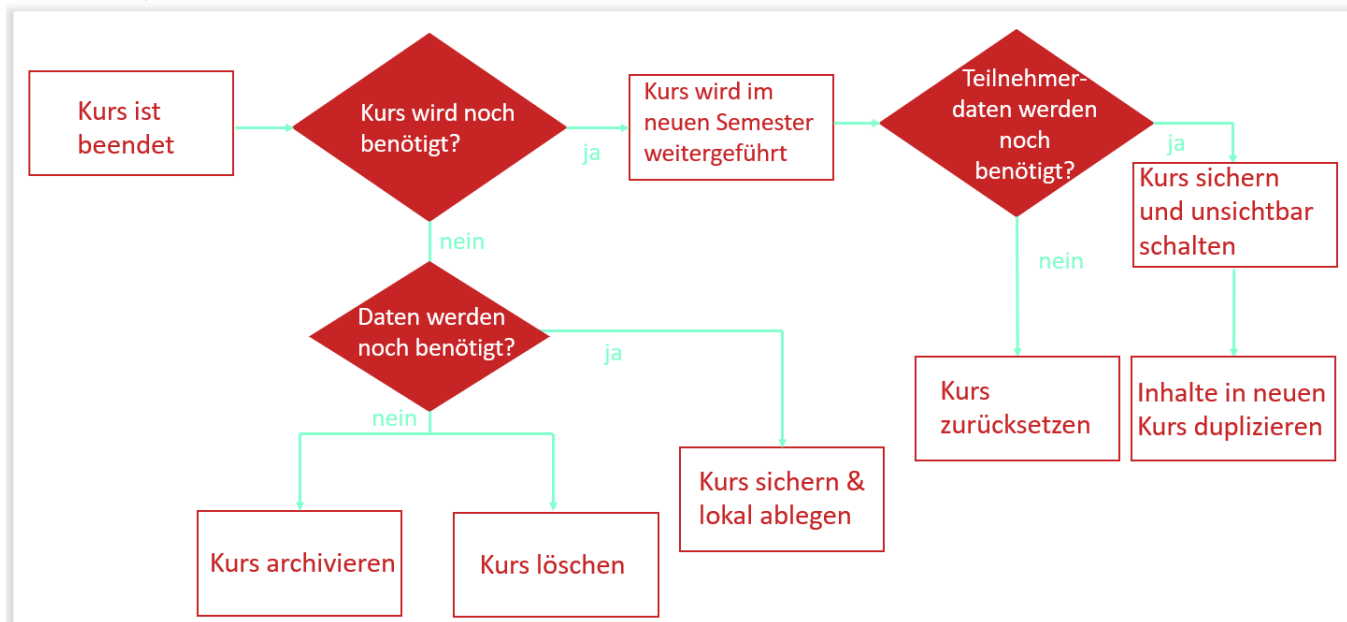 Kurs ist
beendet
Kurs wird noch
benötigt?
ja
Kurs wird im
neuen Semester
weitergeführt
Teilnehmer-
daten werden
noch
benötigt?
ja
Kurs sichern
und unsichtbar
schalten
nein
nein
Daten werden
noch benötigt?
ja
nein
Kurs
zurücksetzen
Inhalte in neuen
Kurs duplizieren
Kurs sichern &
lokal ablegen
Kurs archivieren
Kurs löschen